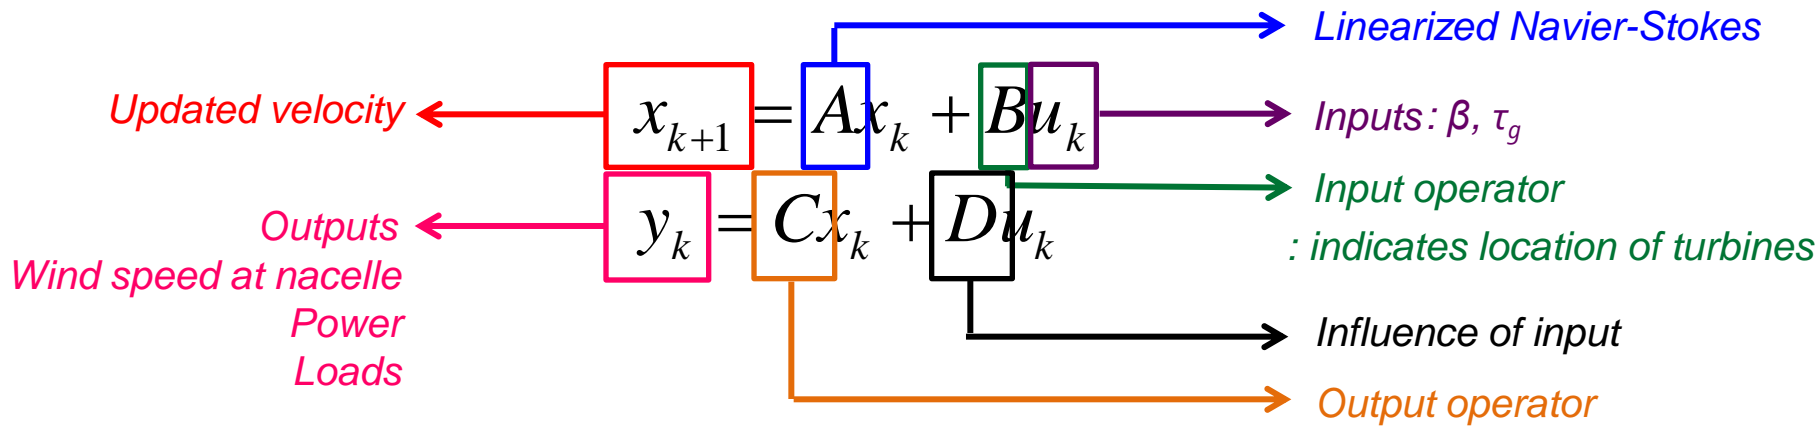 Linearized Navier-Stokes
Updated velocity
x_{k+1} = Ax_k + Bu_k
Inputs: β, τ_g
Input operator
: indicates location of turbines
y_k = Cx_k + Du_k
Outputs
Wind speed at nacelle
Power
Loads
Influence of input
Output operator